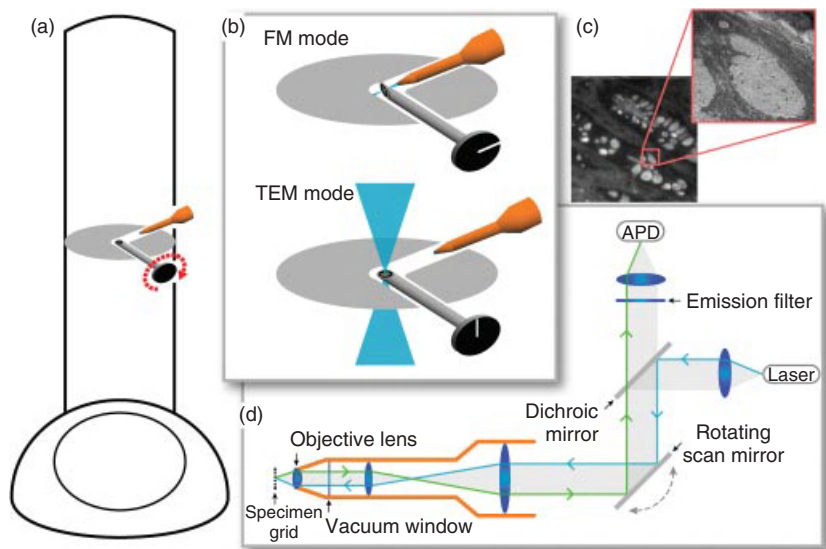 (a)
(b)
FM mode
TEM mode
(c)
APD
Emission filter
Laser
Dichroic
mirror
Rotating
scan mirror
(d)
Objective lens
Specimen
grid
Vacuum window